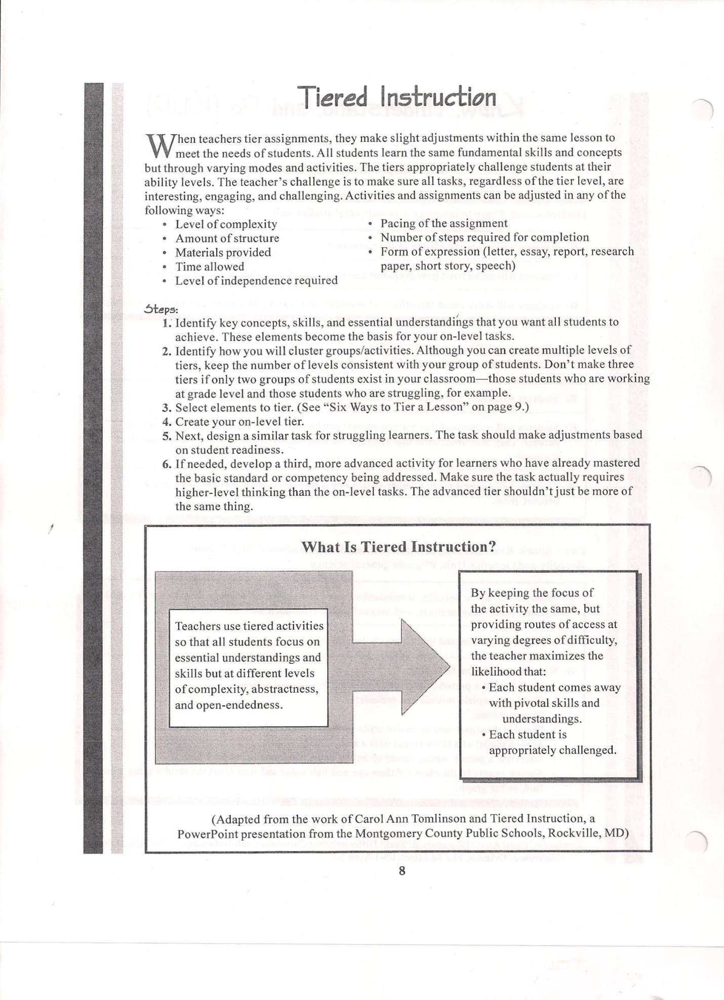 Tiered Instruction
When teachers tier assignments, they make slight adjustments within the same lesson to
meet the needs of students. All students learn the same fundamental skills and concepts
but through varying modes and activities. The tiers appropriately challenge students at their
ability levels. The teacher's challenge is to make sure all tasks, regardless of the tier level, are
interesting, engaging, and challenging. Activities and assignments can be adjusted in any of the
following ways:
• Level of complexity
• Amount of structure
• Materials provided
• Time allowed
• Level of independence required
• Pacing of the assignment
• Number of steps required for completion
• Form of expression (letter, essay, report, research
paper, short story, speech)
Steps:
1. Identify key concepts, skills, and essential understandings that you want all students to
achieve. These elements become the basis for your on-level tasks.
2. Identify how you will cluster groups/activities. Although you can create multiple levels of
tiers, keep the number of levels consistent with your group of students. Don't make three
tiers if only two groups of students exist in your classroom—those students who are working
at grade level and those students who are struggling, for example.
3. Select elements to tier. (See “Six Ways to Tier a Lesson” on page 9.)
4. Create your on-level tier.
5. Next, design a similar task for struggling learners. The task should make adjustments based
on student readiness.
6. If needed, develop a third, more advanced activity for learners who have already mastered
the basic standard or competency being addressed. Make sure the task actually requires
higher-level thinking than the on-level tasks. The advanced tier shouldn't just be more of
the same thing.
What Is Tiered Instruction?
Teachers use tiered activities
so that all students focus on
essential understandings and
skills but at different levels
of complexity, abstractness,
and open-endedness.
By keeping the focus of
the activity the same, but
providing routes of access at
varying degrees of difficulty,
the teacher maximizes the
likelihood that:
• Each student comes away
with pivotal skills and
understandings.
• Each student is
appropriately challenged.
(Adapted from the work of Carol Ann Tomlinson and Tiered Instruction, a
PowerPoint presentation from the Montgomery County Public Schools, Rockville, MD)
8